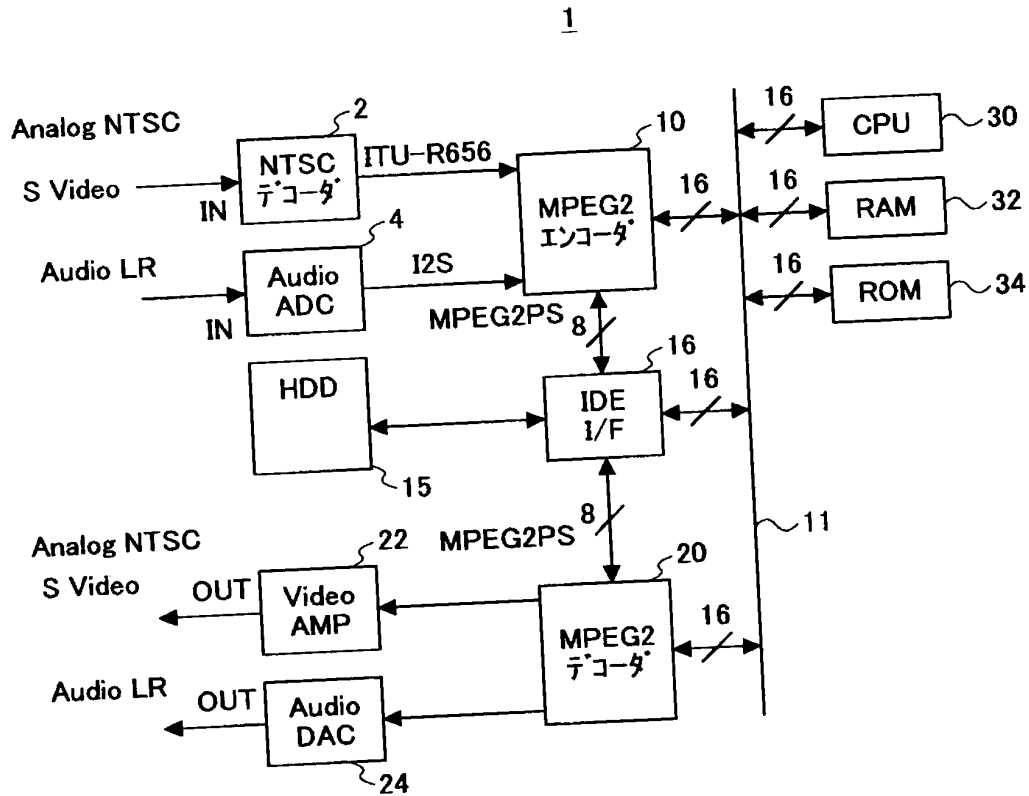 1
Analog NTSC
S Video
IN
2
NTSC
デコーダ
ITU-R656
10
MPEG2
エンコーダ
16
16
CPU
30
16
RAM
32
Audio LR
IN
4
Audio
ADC
I2S
16
ROM
34
MPEG2PS
8
HDD
15
16
IDE
I/F
16
11
8
MPEG2PS
Analog NTSC
S Video
OUT
22
Video
AMP
20
MPEG2
デコーダ
16
Audio LR
OUT
Audio
DAC
24